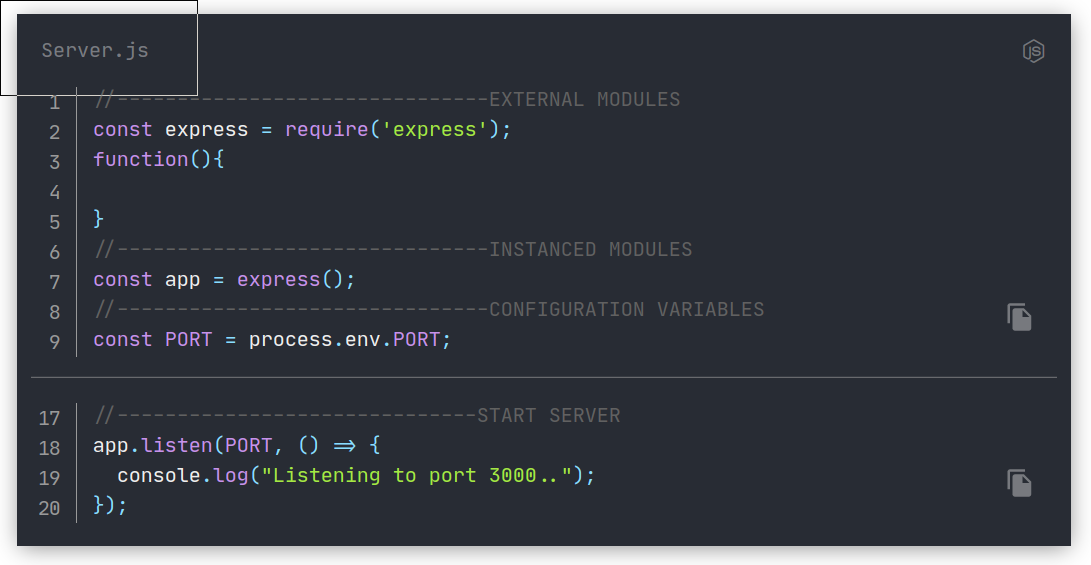 Server.js
JS
1 //-------------------------------EXTERNAL MODULES
2 const express = require('express');
3 function(){
4
5 }
6 //-------------------------------INSTANCED MODULES
7 const app = express();
8 //-------------------------------CONFIGURATION VARIABLES
9 const PORT = process.env.PORT;
17 //------------------------------START SERVER
18 app.listen(PORT, () => {
19   console.log("Listening to port 3000..");
20 });